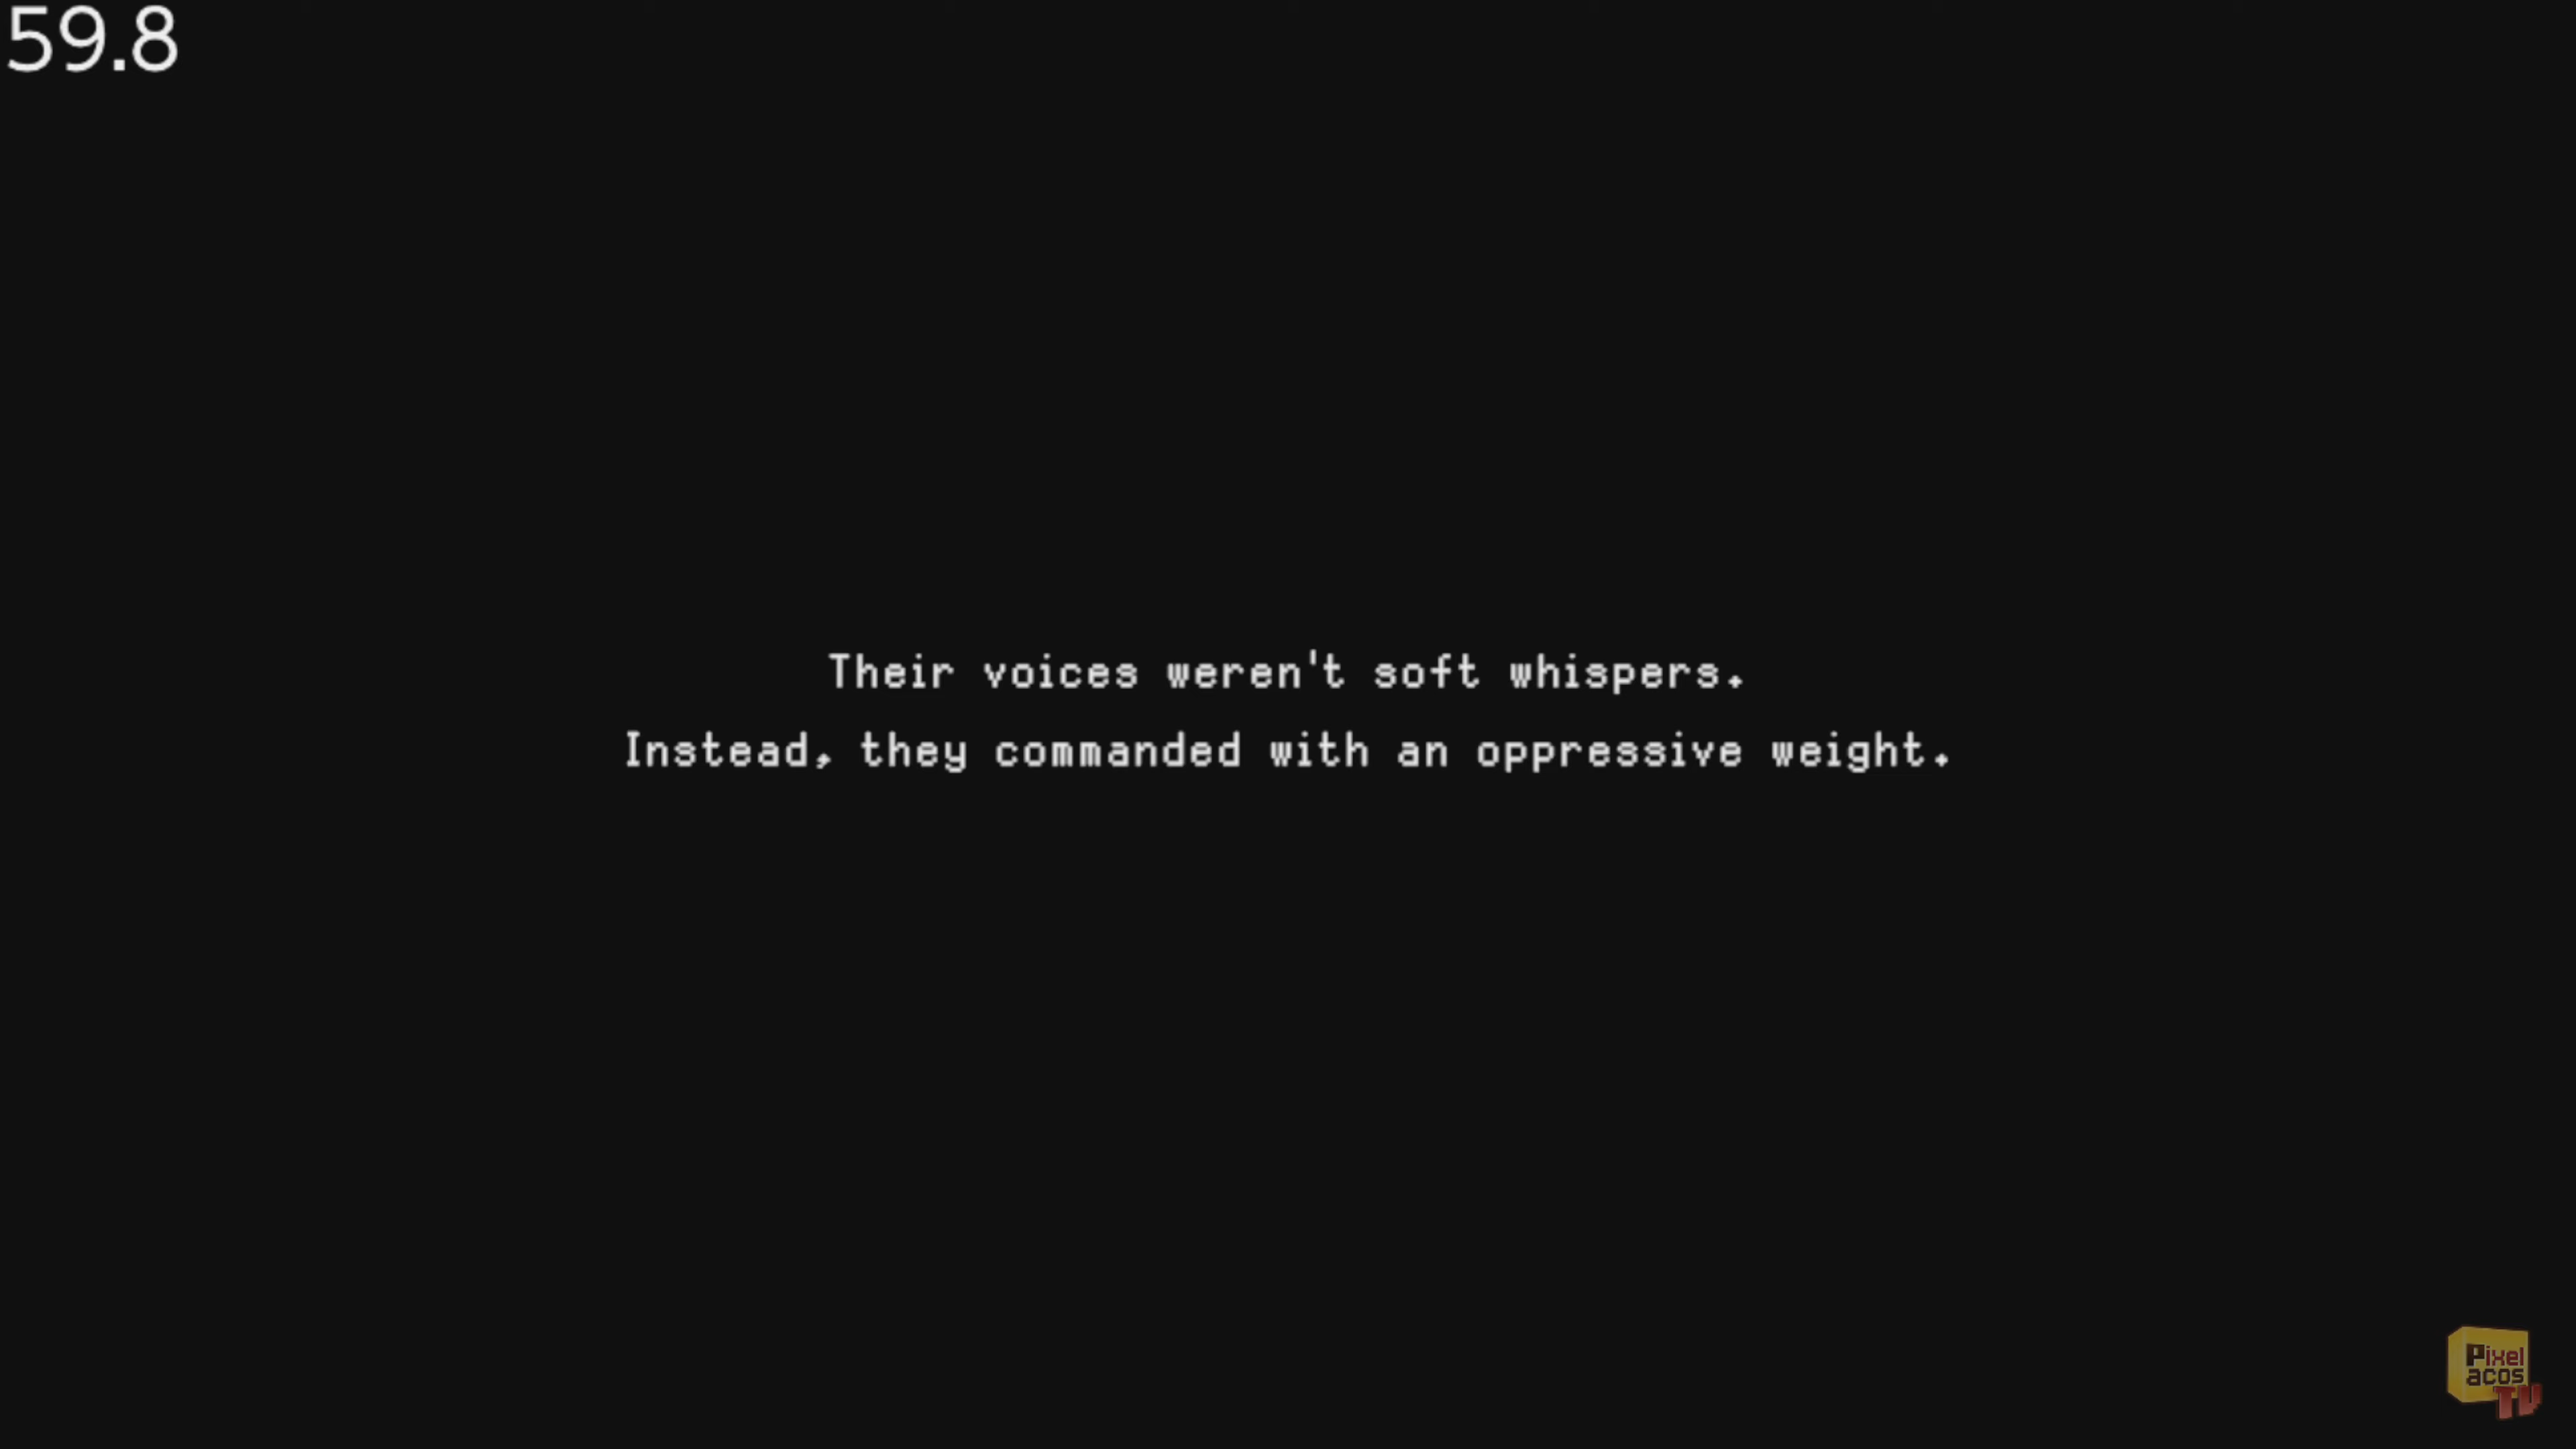 59.8
Their voices weren't soft whispers.
Instead, they commanded with an oppressive weight.
Pixel
acos
TV